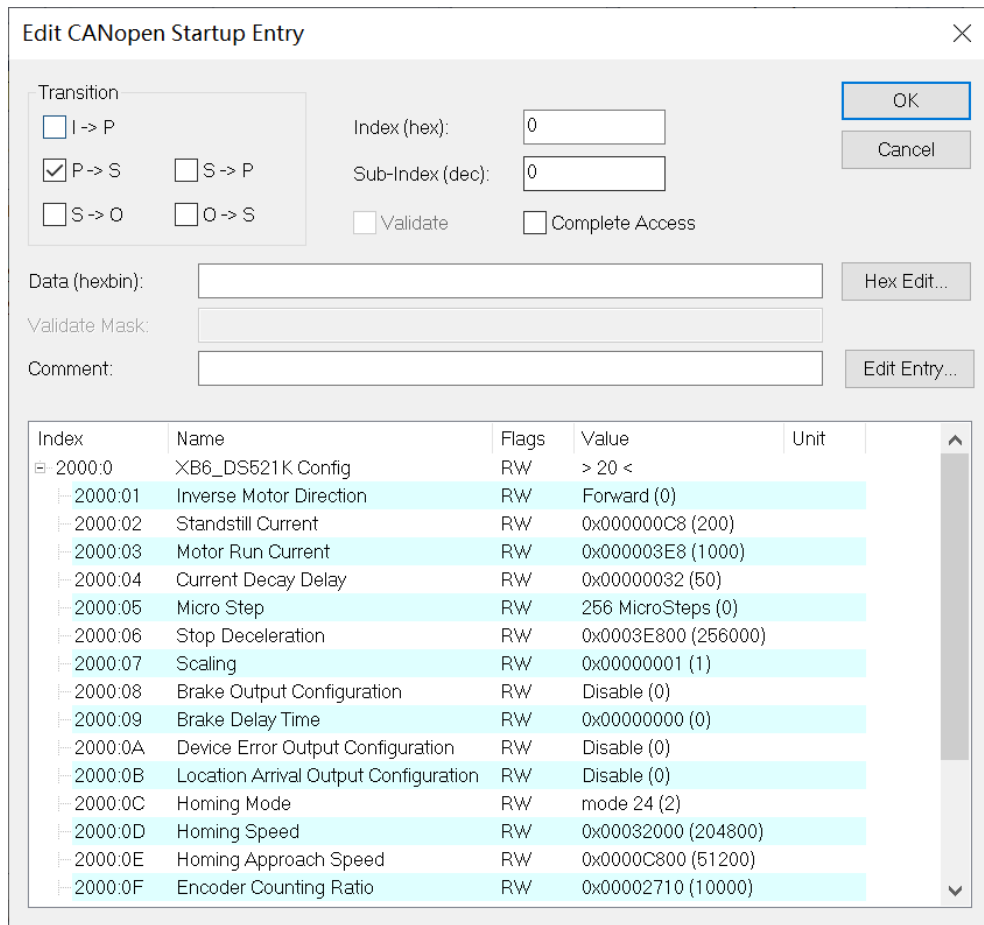 Edit CANopen Startup Entry
Transition
I -> P
P -> S
S -> P
S -> O
O -> S
Index (hex):
0
Sub-Index (dec):
0
Validate
Complete Access
OK
Cancel
Data (hexbin):
Hex Edit...
Validate Mask:
Comment:
Edit Entry...
Index Name Flags Value Unit
2000:0 XB6_DS521K Config RW > 20 <
2000:01 Inverse Motor Direction RW Forward (0)
2000:02 Standstill Current RW 0x000000C8 (200)
2000:03 Motor Run Current RW 0x000003E8 (1000)
2000:04 Current Decay Delay RW 0x00000032 (50)
2000:05 Micro Step RW 256 MicroSteps (0)
2000:06 Stop Deceleration RW 0x0003E800 (256000)
2000:07 Scaling RW 0x00000001 (1)
2000:08 Brake Output Configuration RW Disable (0)
2000:09 Brake Delay Time RW 0x00000000 (0)
2000:0A Device Error Output Configuration RW Disable (0)
2000:0B Location Arrival Output Configuration RW Disable (0)
2000:0C Homing Mode RW mode 24 (2)
2000:0D Homing Speed RW 0x00032000 (204800)
2000:0E Homing Approach Speed RW 0x0000C800 (51200)
2000:0F Encoder Counting Ratio RW 0x00002710 (10000)